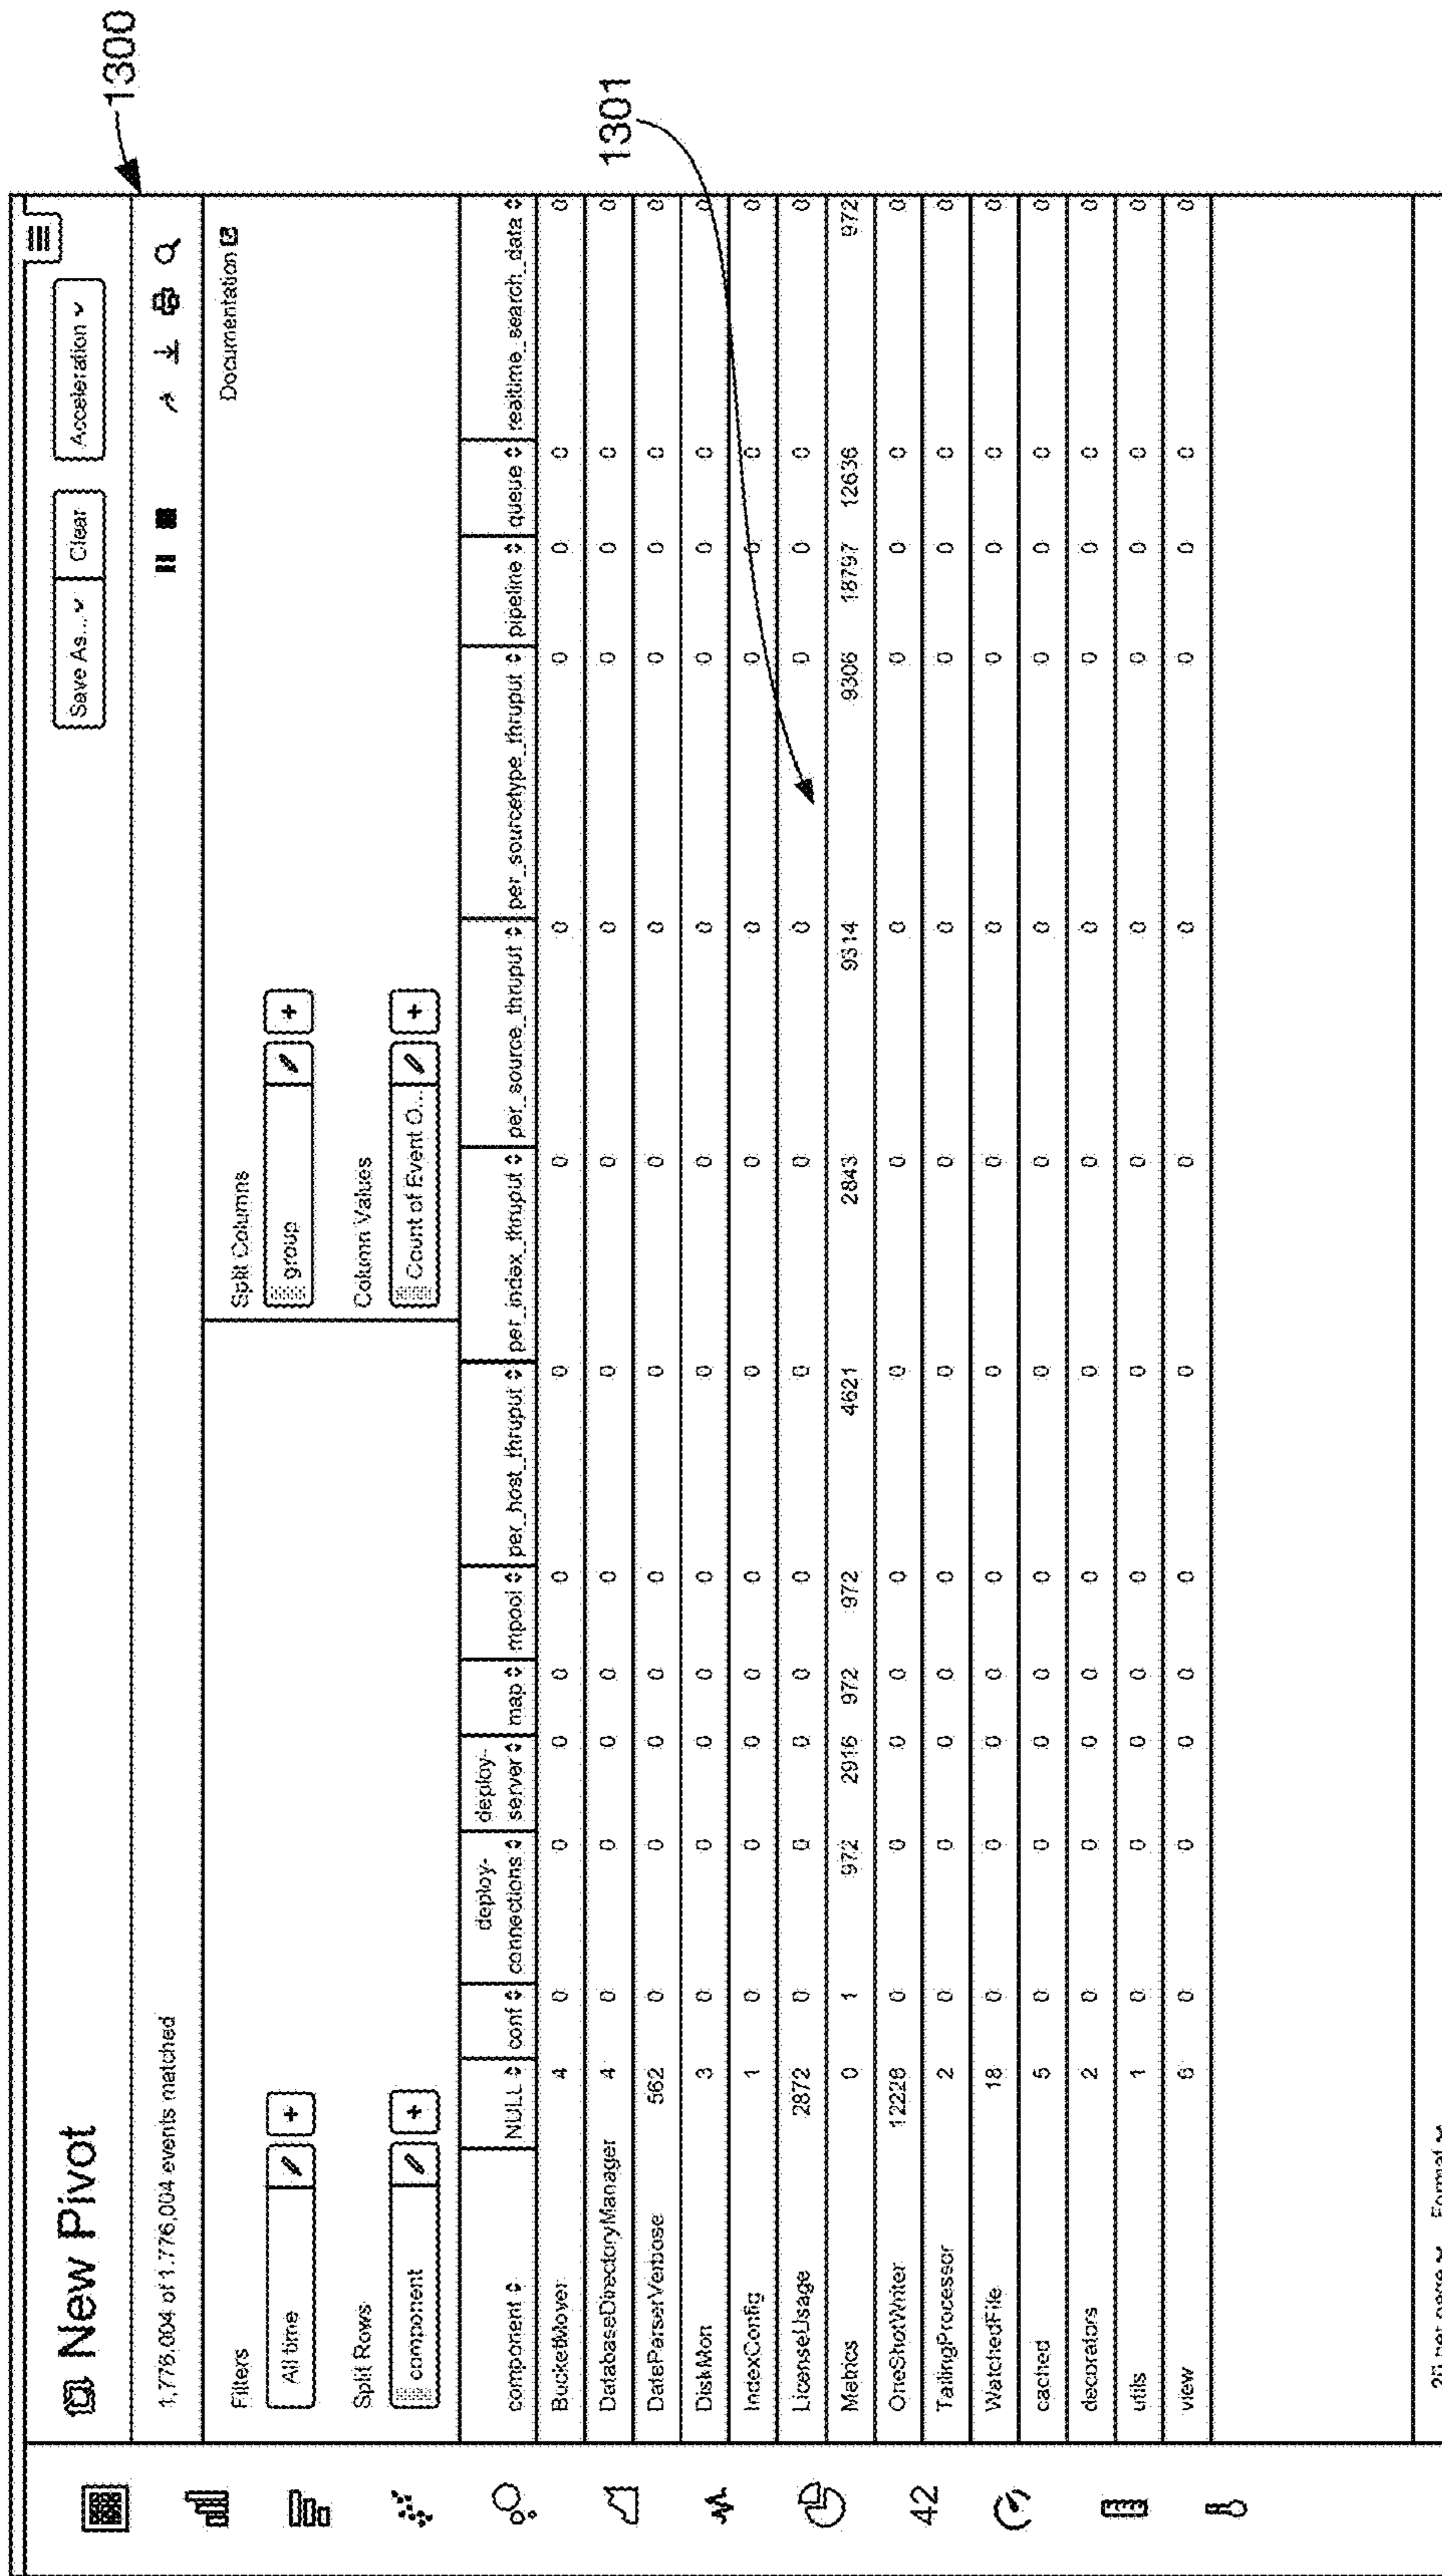 1300
1301
New Pivot
Save As... Clear Acceleration
1,776,004 of 1,776,004 events matched
Filters Split Columns Documentation
All time + group +
Split Rows Column Values
component + Count of Event O... +
deploy- deploy-
component NULL conf connections server map mpool per_host_thruput per_index_thruput per_source_thruput per_sourcetype_thruput pipeline queue realtime_search_data
BucketMover 4 0 0 0 0 0 0 0 0 0 0 0 0
DatabaseDirectoryManager 4 0 0 0 0 0 0 0 0 0 0 0 0
DateParserVerbose 562 0 0 0 0 0 0 0 0 0 0 0 0
DiskMon 3 0 0 0 0 0 0 0 0 0 0 0 0
IndexConfig 1 0 0 0 0 0 0 0 0 0 0 0 0
LicenseUsage 2872 0 0 0 0 0 0 0 0 0 0 0 0
Metrics 0 1 972 2916 972 972 4621 2843 9314 9306 18797 12636 972
OneShotWriter 12226 0 0 0 0 0 0 0 0 0 0 0 0
TailingProcessor 2 0 0 0 0 0 0 0 0 0 0 0 0
WatchedFile 18 0 0 0 0 0 0 0 0 0 0 0 0
cached 5 0 0 0 0 0 0 0 0 0 0 0 0
decorators 2 0 0 0 0 0 0 0 0 0 0 0 0
utils 1 0 0 0 0 0 0 0 0 0 0 0 0
view 6 0 0 0 0 0 0 0 0 0 0 0 0
42
20 per page Format